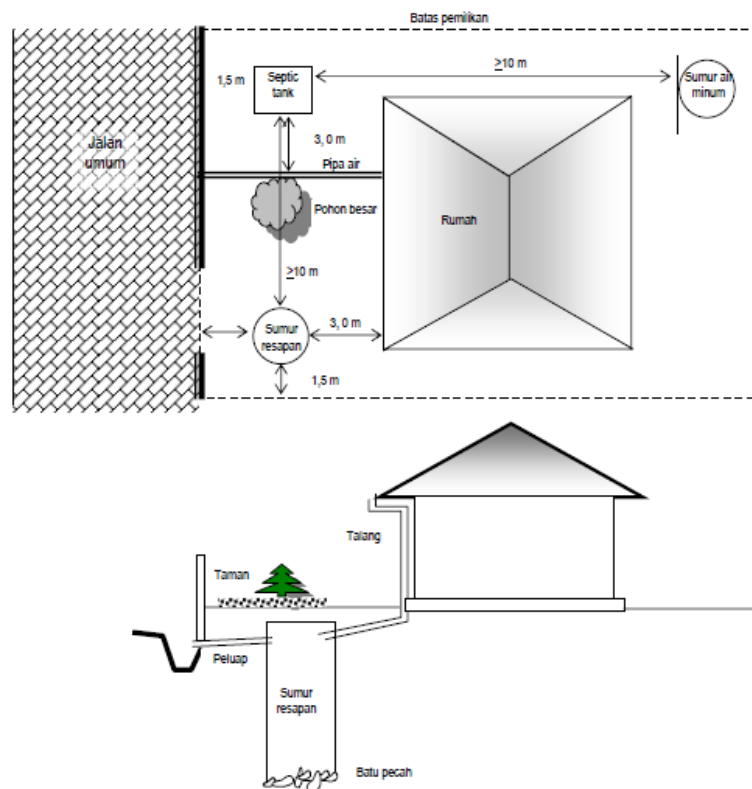 Batas pemilikan
1,5 m
Septic
tank
≥10 m
Sumur air
minum
3, 0 m
Jalan
umum
Pipa air
Pohon besar
Rumah
≥10 m
Sumur
resapan
3, 0 m
1,5 m
Talang
Taman
Peluap
Sumur
resapan
Batu pecah